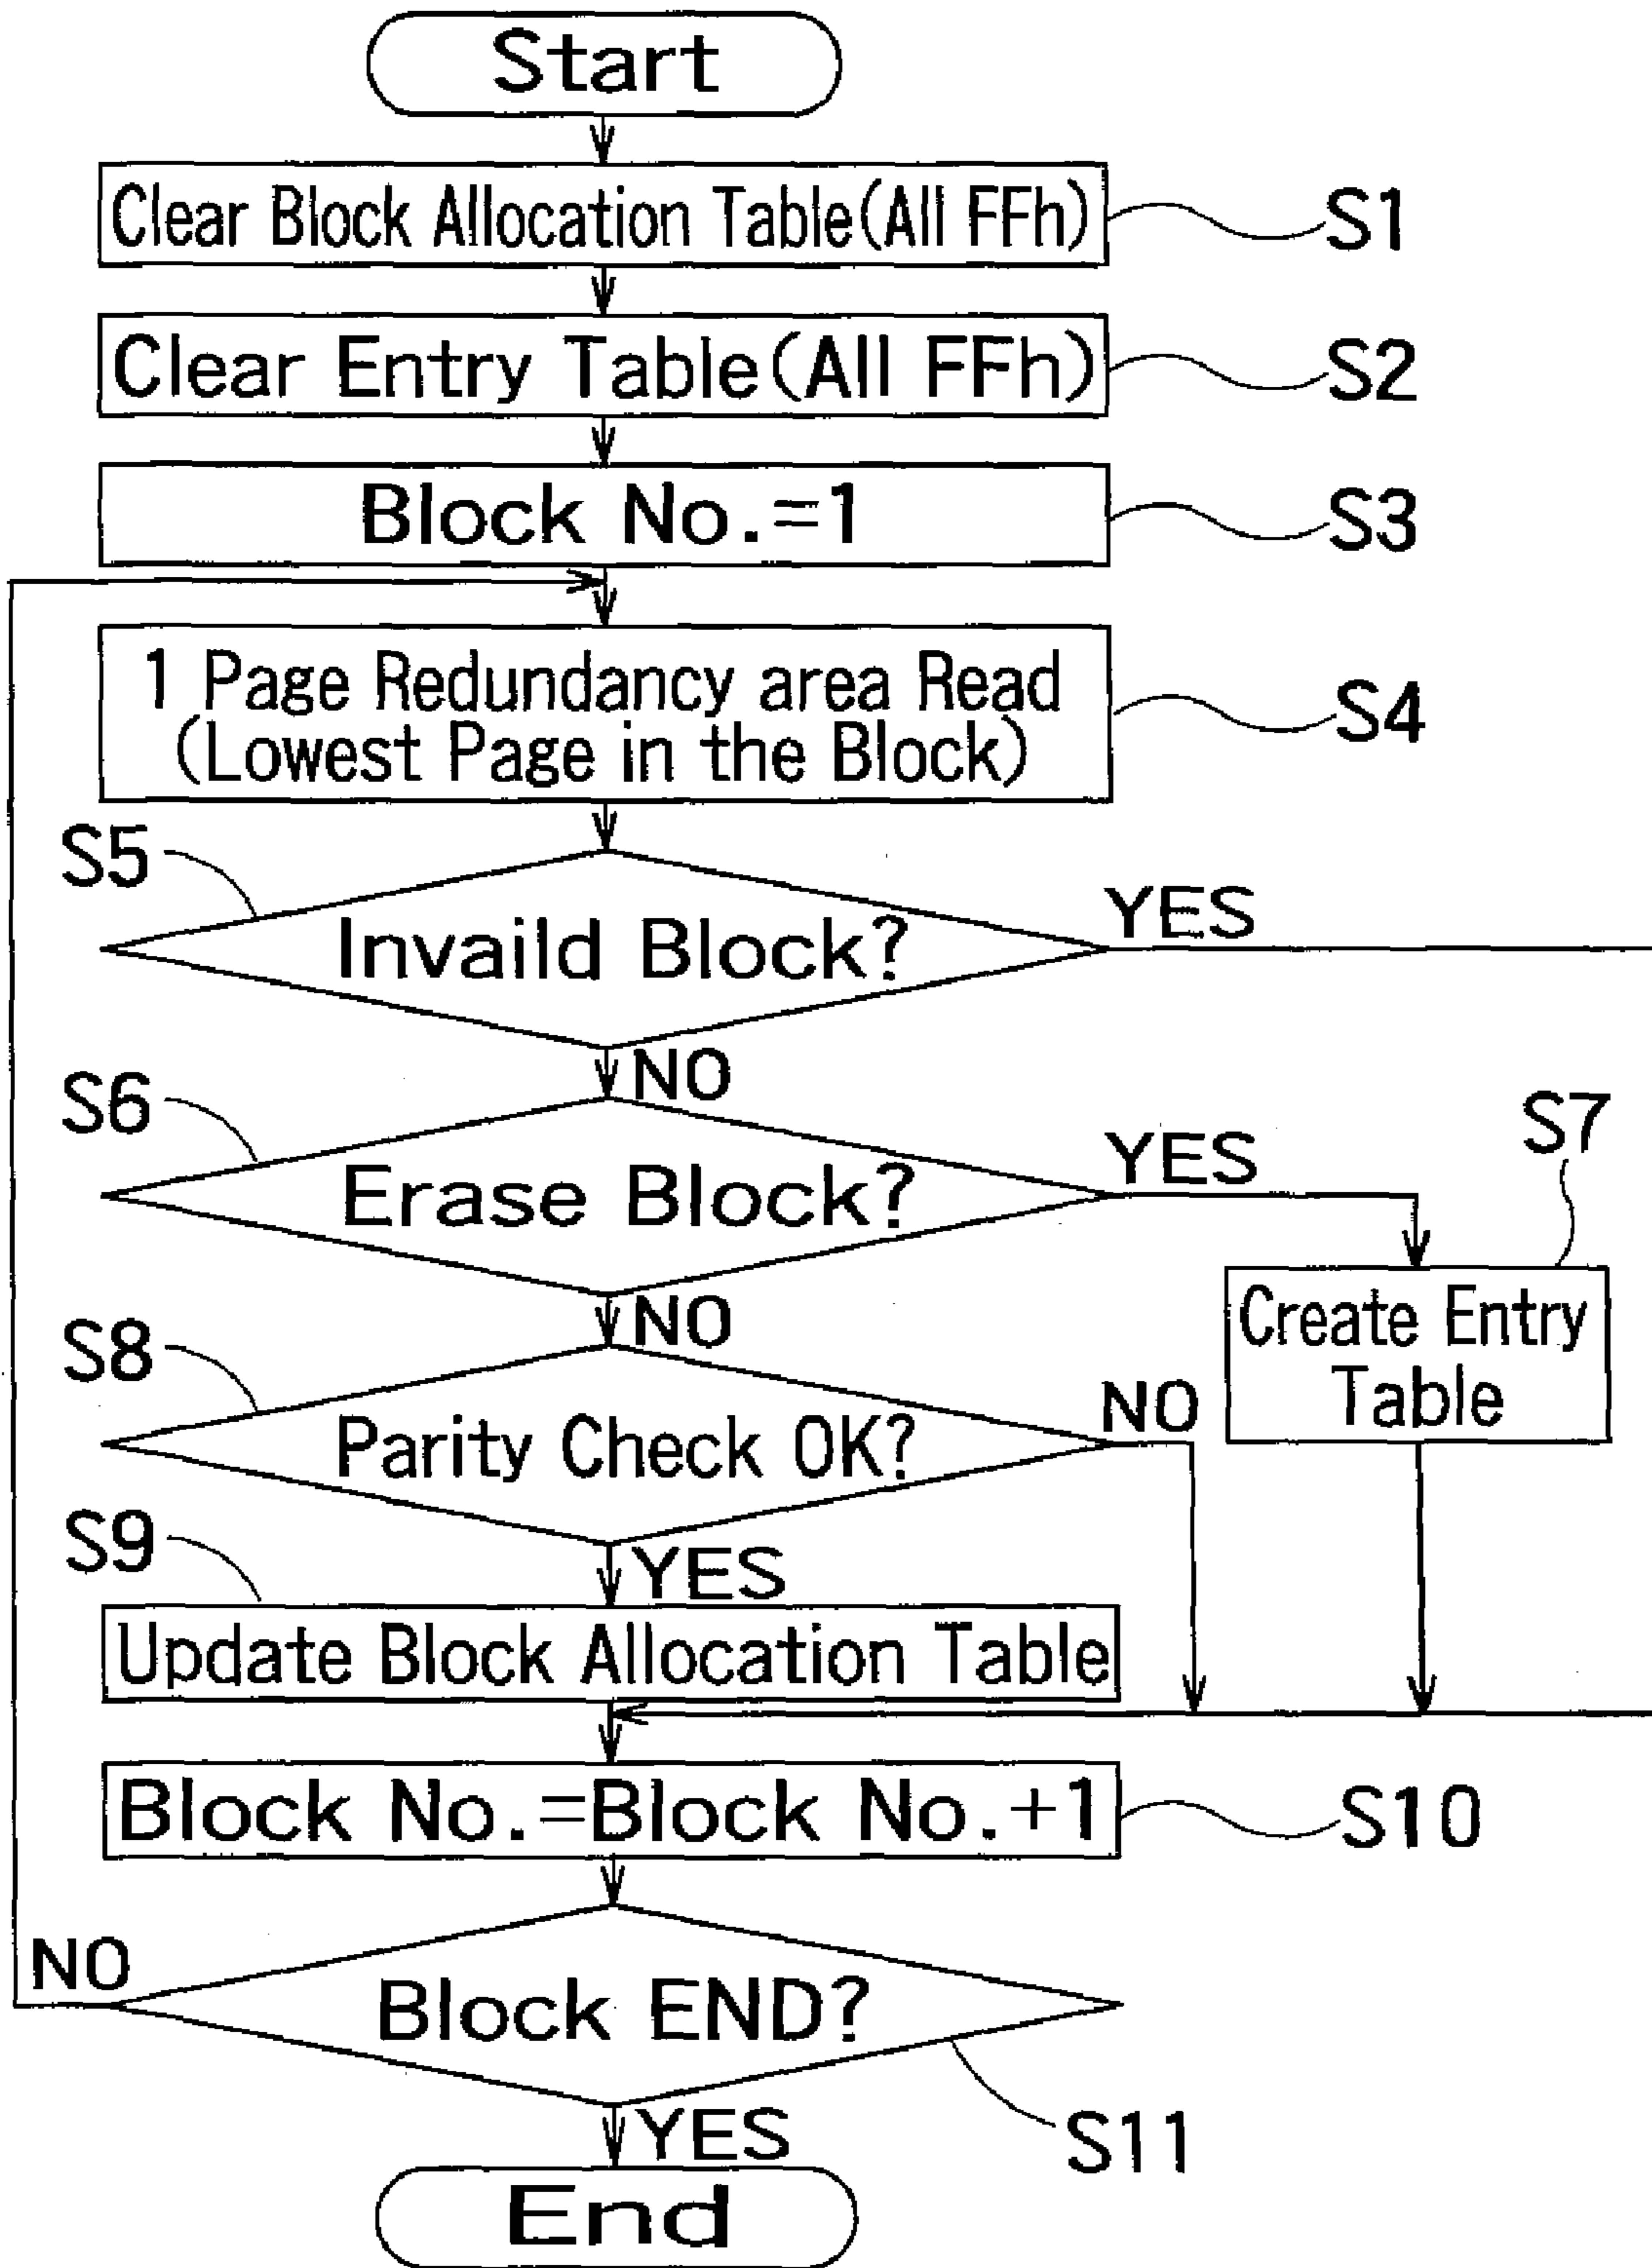 Start
Clear Block Allocation Table(All FFh)
S1
Clear Entry Table(All FFh)
S2
Block No.=1
S3
1 Page Redundancy area Read
(Lowest Page in the Block)
S4
S5
Invaild Block?
YES
NO
S6
Erase Block?
YES
S7
Create Entry
Table
NO
S8
Parity Check OK?
NO
YES
S9
Update Block Allocation Table
Block No.=Block No.+1
S10
Block END?
NO
S11
YES
End